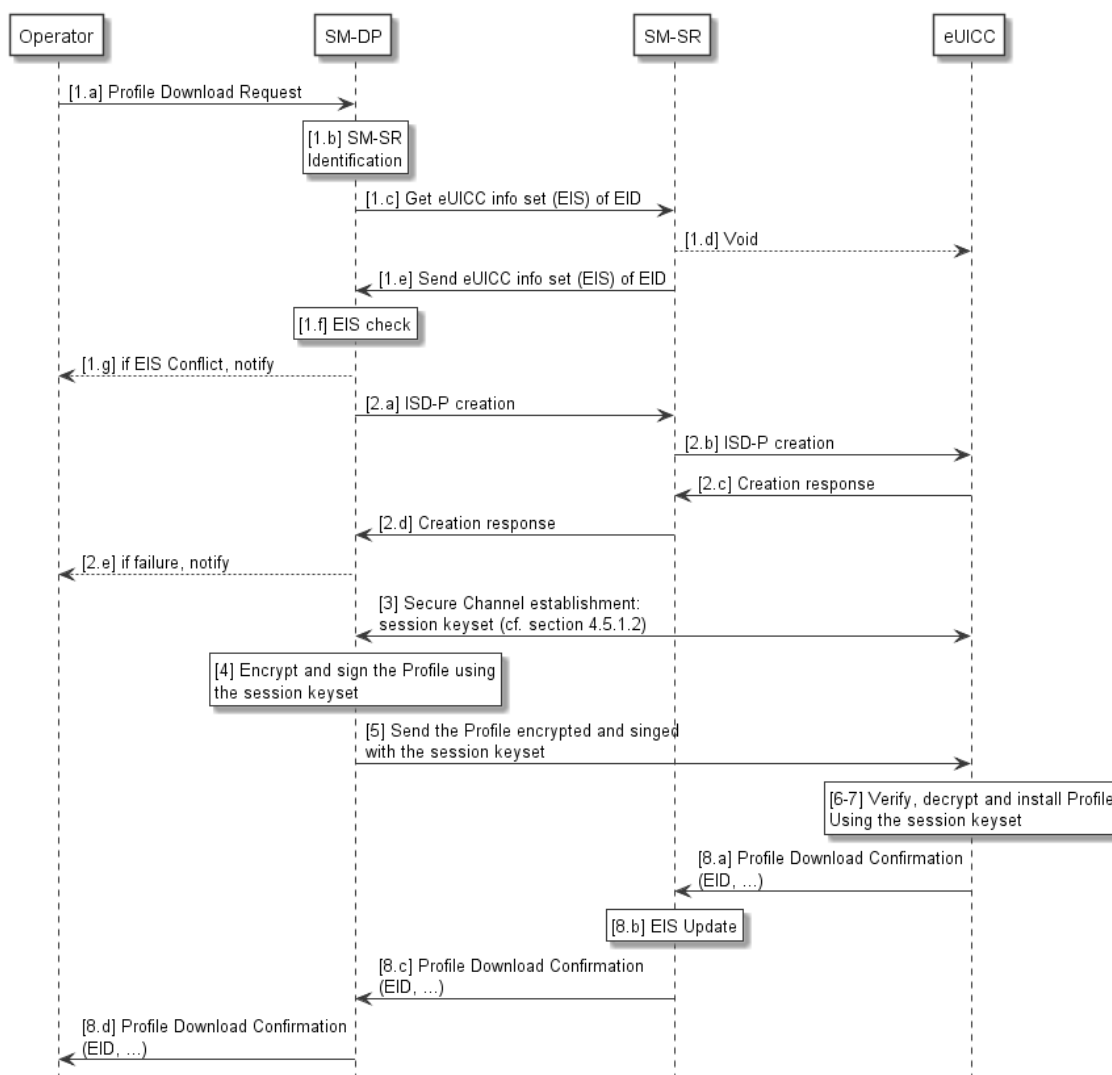 Operator
SM-DP
SM-SR
eUICC
[1.a] Profile Download Request
[1.b] SM-SR
Identification
[1.c] Get eUICC info set (EIS) of EID
[1.d] Void
[1.e] Send eUICC info set (EIS) of EID
[1.f] EIS check
[1.g] if EIS Conflict, notify
[2.a] ISD-P creation
[2.b] ISD-P creation
[2.c] Creation response
[2.d] Creation response
[2.e] if failure, notify
[3] Secure Channel establishment:
session keyset (cf. section 4.5.1.2)
[4] Encrypt and sign the Profile using
the session keyset
[5] Send the Profile encrypted and singed
with the session keyset
[6-7] Verify, decrypt and install Profile
Using the session keyset
[8.a] Profile Download Confirmation
(EID, ...)
[8.b] EIS Update
[8.c] Profile Download Confirmation
(EID, ...)
[8.d] Profile Download Confirmation
(EID, ...)